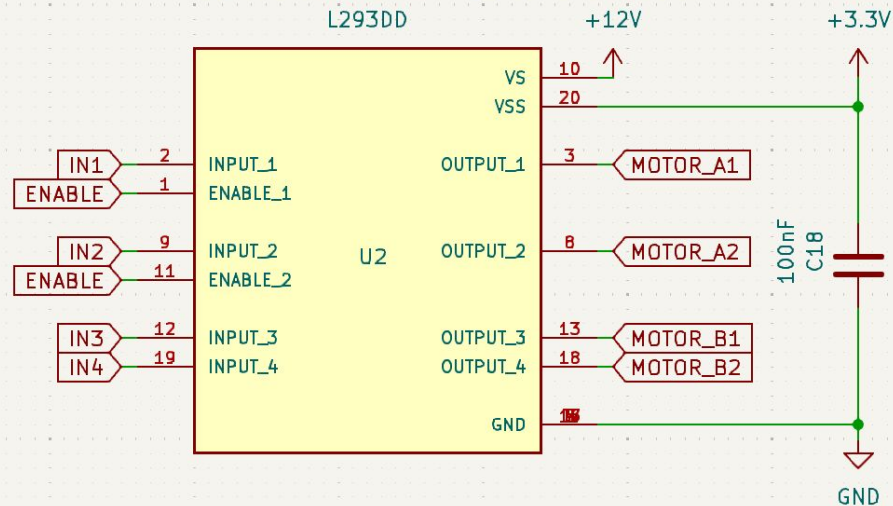 L293DD
+12V
+3.3V
VS
10
VSS
20
IN1
2
INPUT_1
OUTPUT_1
3
MOTOR_A1
ENABLE
1
ENABLE_1
IN2
9
INPUT_2
OUTPUT_2
8
MOTOR_A2
U2
ENABLE
11
ENABLE_2
100nF
C18
IN3
12
INPUT_3
OUTPUT_3
13
MOTOR_B1
IN4
19
INPUT_4
OUTPUT_4
18
MOTOR_B2
GND
GND